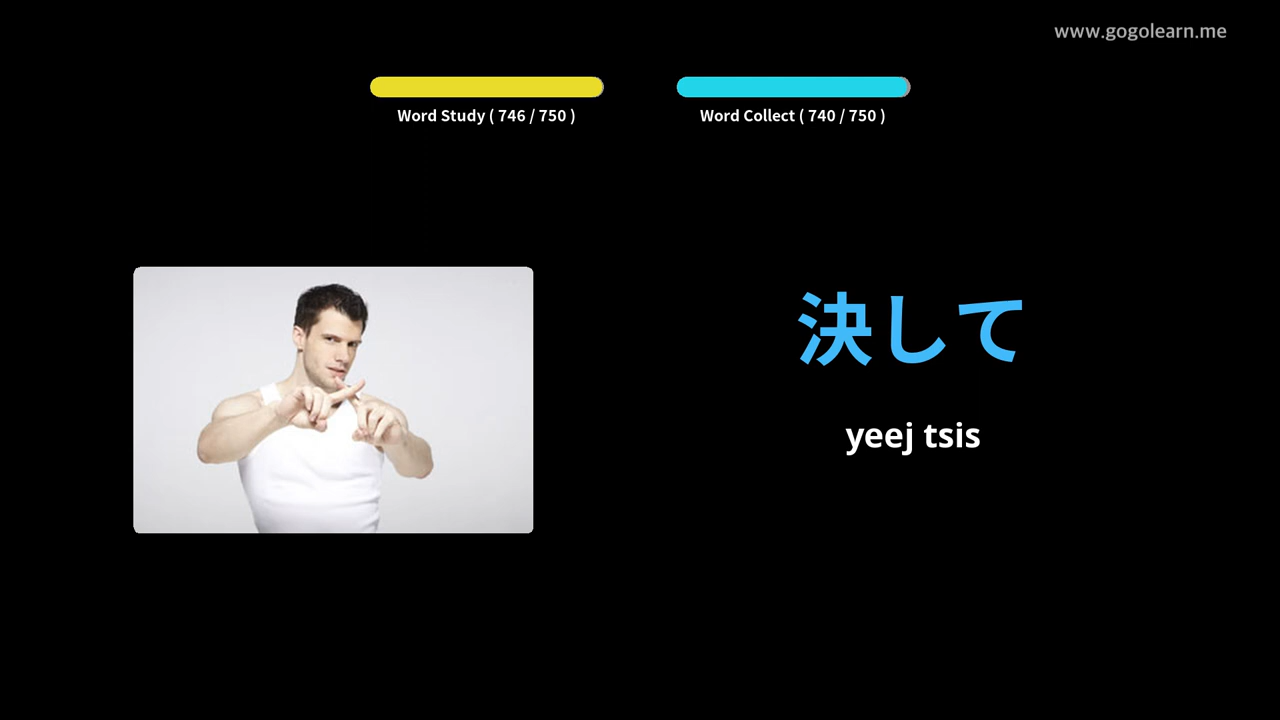 www.gogolearn.me
Word Study ( 746 / 750 )
Word Collect ( 740 / 750 )
決して
yeej tsis